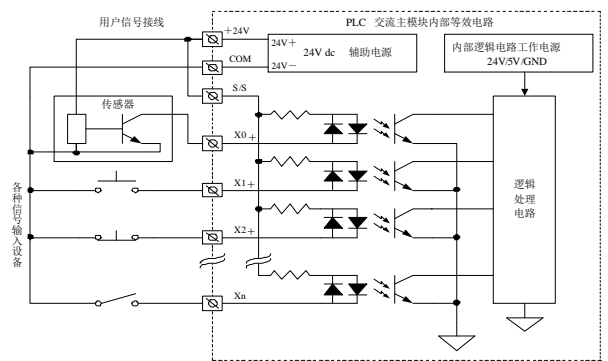 用户信号接线
PLC 交流主模块内部等效电路
+24V
24V+
24V dc 辅助电源
24V−
COM
内部逻辑电路工作电源
24V/5V/GND
S/S
传感器
X0+
X1+
X2+
Xn
各种信号输入设备
逻辑
处理
电路